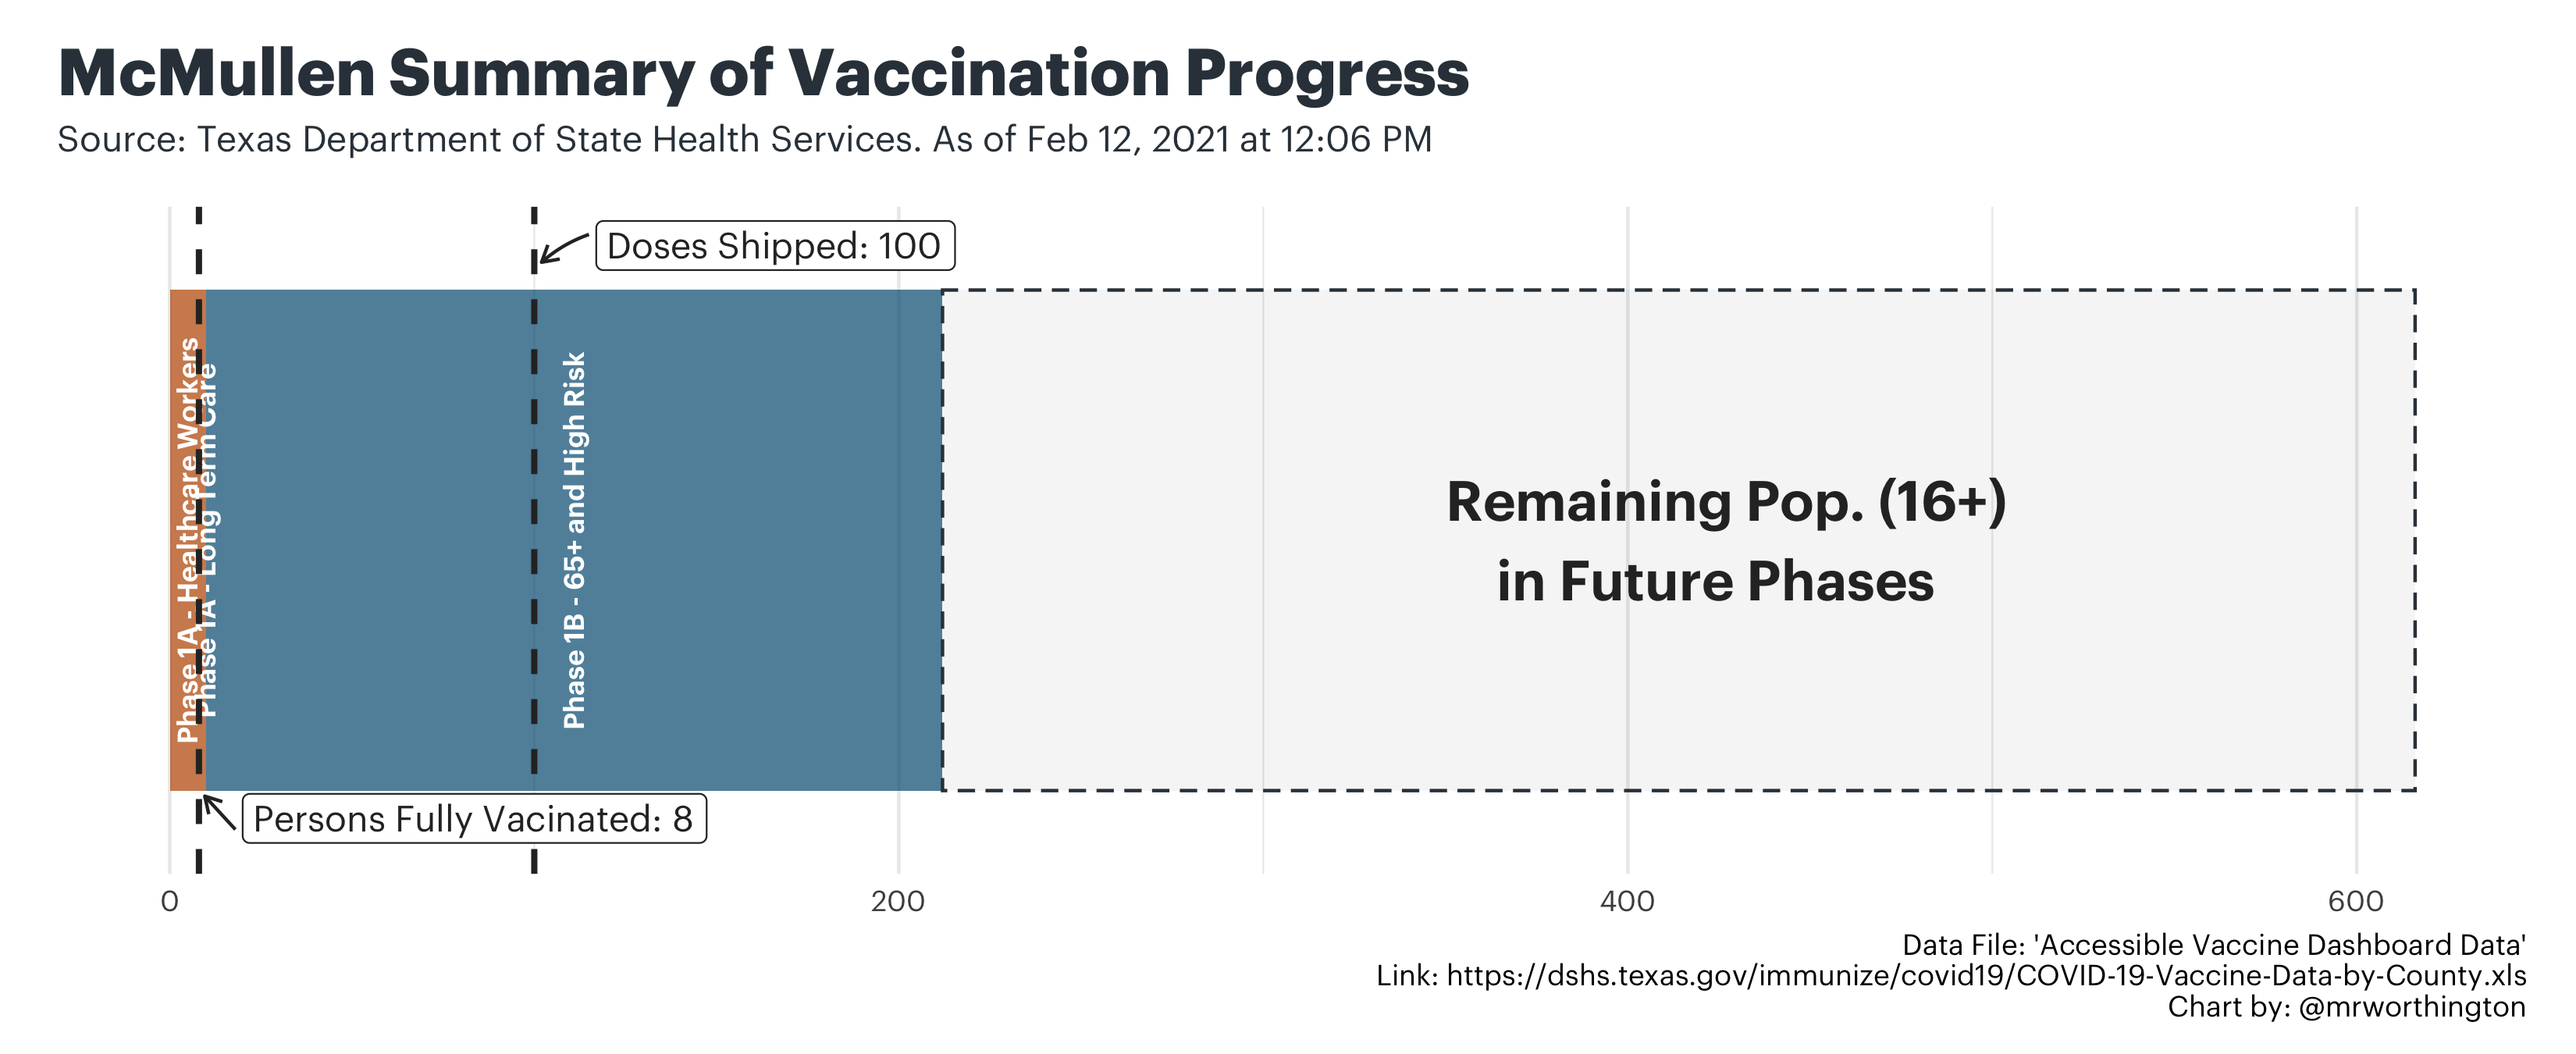 McMullen Summary of Vaccination Progress
Source: Texas Department of State Health Services. As of Feb 12, 2021 at 12:06 PM
Doses Shipped: 100
Phase 1A - Healthcare Workers
Phase 1A - Long Term Care
Phase 1B - 65+ and High Risk
Remaining Pop. (16+)
in Future Phases
Persons Fully Vacinated: 8
0
200
400
600
Data File: 'Accessible Vaccine Dashboard Data'
Link: https://dshs.texas.gov/immunize/covid19/COVID-19-Vaccine-Data-by-County.xls
Chart by: @mrworthington